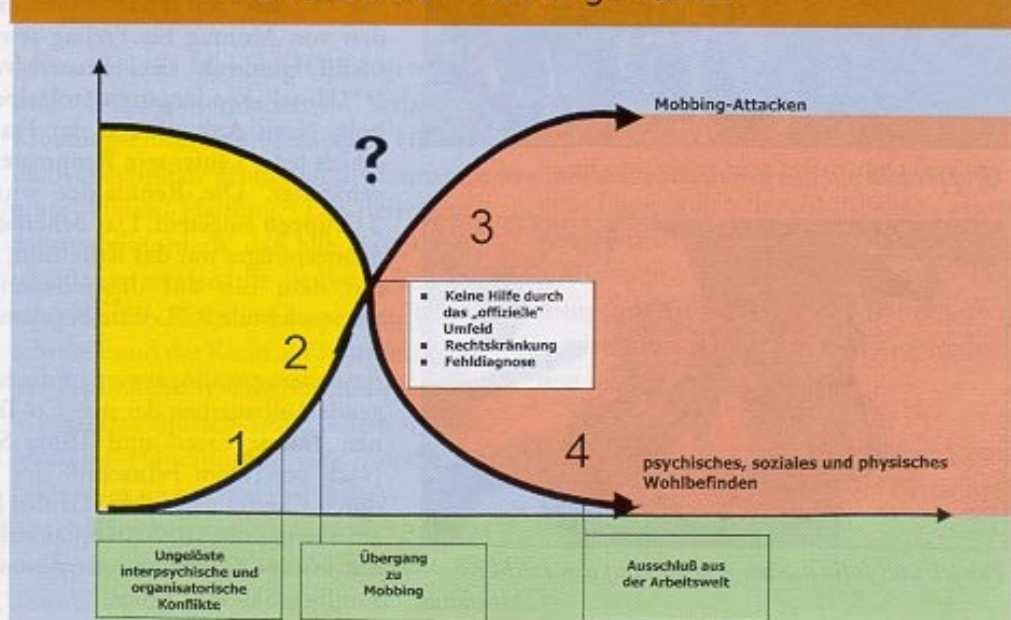 Mobbing-Attacken
?
3
Keine Hilfe durch
das „offizielle"
Umfeld
Rechtskränkung
Fehldiagnose
2
1
4
psychisches, soziales und physisches
Wohlbefinden
Ungelöste
interpsychische und
organisatorische
Konflikte
Übergang
zu
Mobbing
Ausschluß aus
der Arbeitswelt